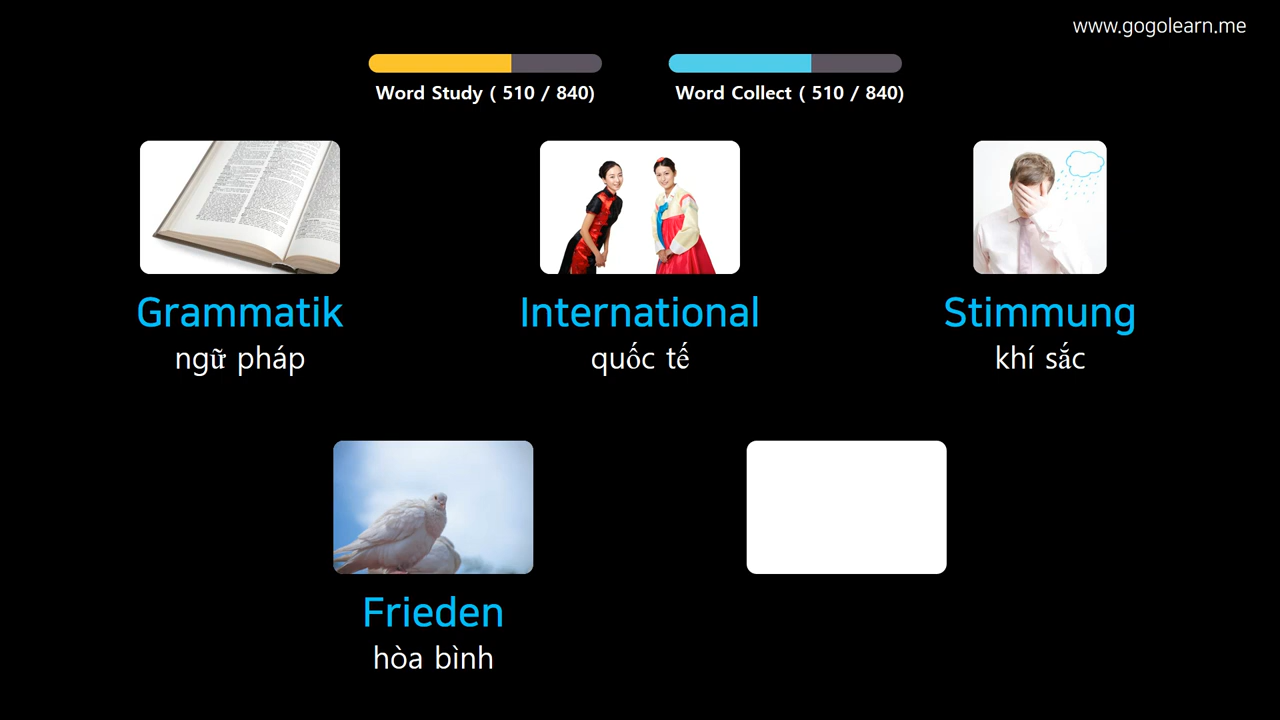 www.gogolearn.me
Word Study ( 510 / 840)
Word Collect ( 510 / 840)
Grammatik
ngữ pháp
International
quốc tế
Stimmung
khí sắc
Frieden
hòa bình